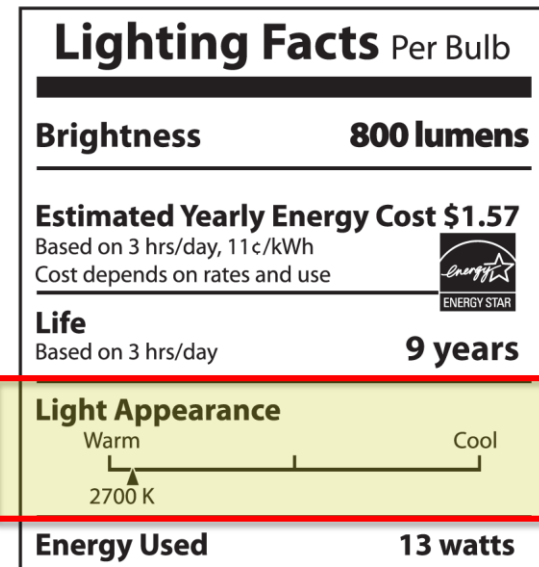 Lighting Facts Per Bulb
Brightness 800 lumens
Estimated Yearly Energy Cost $1.57
Based on 3 hrs/day, 11¢/kWh
Cost depends on rates and use
energy
ENERGY STAR
Life
Based on 3 hrs/day 9 years
Light Appearance
Warm Cool
2700 K
Energy Used 13 watts